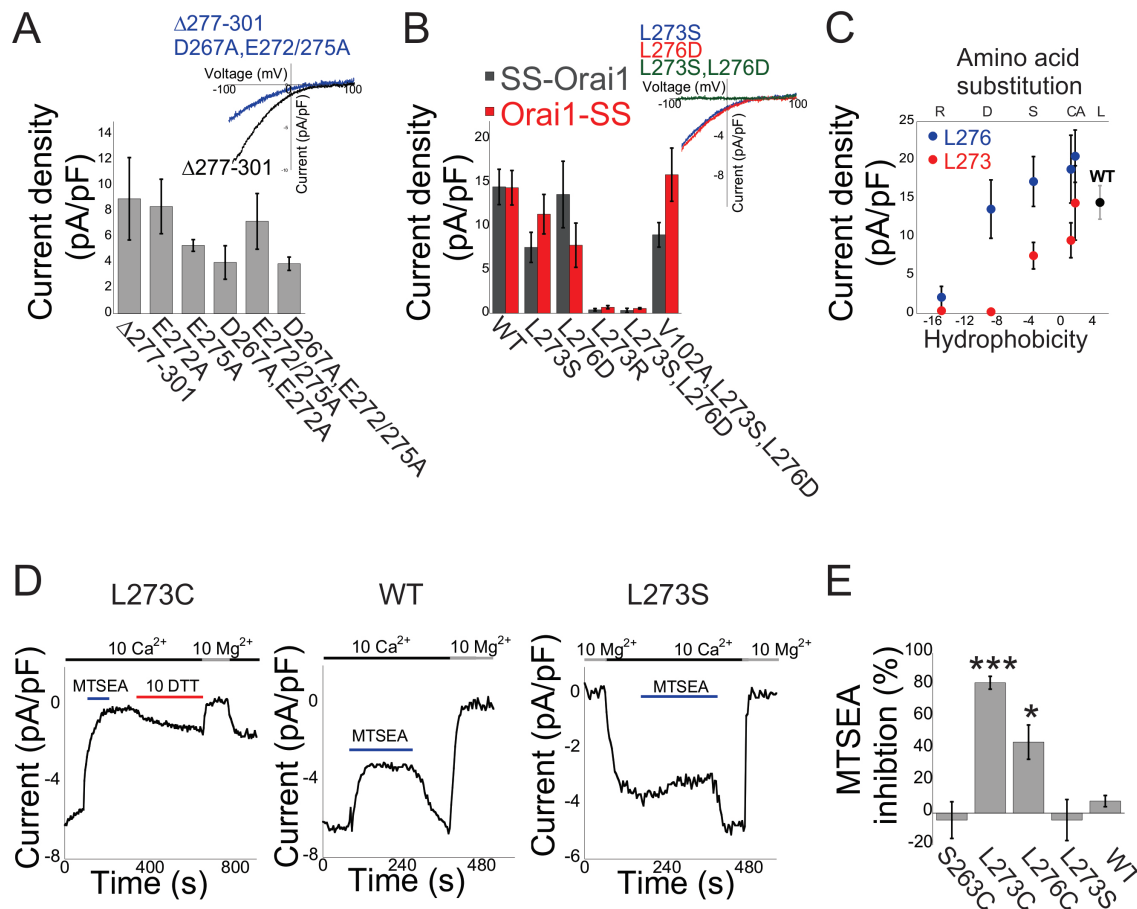 A
Δ277-301
D267A,E272/275A
Voltage (mV)
-100
0
100
-10
Current (pA/pF)
Δ277-301
Current density
(pA/pF)
14
12
10
8
6
4
2
0
Δ277-301
E272A
E275A
D267A,E272A
E272/275A
D267A,E272/275A
B
L273S
L276D
L273S,L276D
Voltage (mV)
-100
100
-4
-8
Current (pA/pF)
SS-Orai1
Orai1-SS
Current density
(pA/pF)
20
15
10
5
0
WT
L273S
L276D
L273R
L273S,L276D
V102A,L273S,L276D
C
Amino acid
substitution
R D S CA L
L276
L273
WT
Current density
(pA/pF)
25
20
15
10
5
0
-16 -12 -8 -4 0 4
Hydrophobicity
D
L273C
10 Ca2+ 10 Mg2+
MTSEA 10 DTT
Current (pA/pF)
0
-4
-8
0 400 800
Time (s)
WT
10 Ca2+ 10 Mg2+
MTSEA
Current (pA/pF)
0
-4
-8
0 240 480
Time (s)
L273S
10 Mg2+ 10 Ca2+ 10 Mg2+
MTSEA
Current (pA/pF)
0
-2
-4
-6
0 240 480
Time (s)
E
MTSEA
inhibtion (%)
100
80
60
40
20
0
-20
***
*
S263C
L273C
L276C
L273S
WT